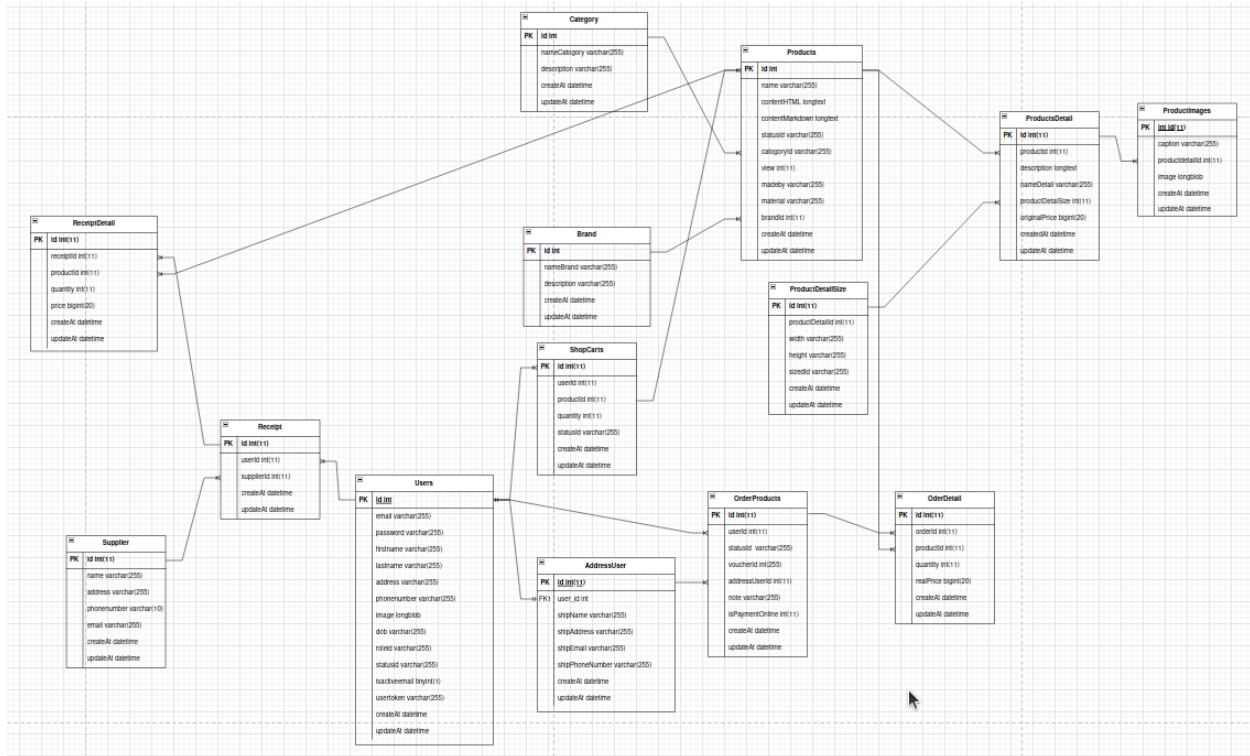 Category
PK id int
nameCatogory varchar(255)
description varchar(255)
createAt datetime
updateAt datetime
Products
PK id int
name varchar(255)
contentHTML longtext
contentMarkdown longtext
statusId varchar(255)
catogoryId varchar(255)
view int(11)
madeby varchar(255)
material varchar(255)
brandId int(11)
createAt datetime
updateAt datetime
ProductsDetail
PK id int(11)
productId int(11)
description longtext
nameDetail varchar(255)
productDetalSize int(11)
originalPrice bigint(20)
createdAt datetime
updateAt datetime
ProductImages
PK int id(11)
caption varchar(255)
productdetailId int(11)
image longblob
createAt datetime
updateAt datetime
ReceiptDetail
PK id int(11)
receiptId int(11)
productId int(11)
quantity int(11)
price bigint(20)
createAt datetime
updateAt datetime
Brand
PK id int
nameBrand varchar(255)
description varchar(255)
createAt datetime
updateAt datetime
ProductDetailSize
PK id int(11)
productDetailId int(11)
width varchar(255)
height varchar(255)
sizedId varchar(255)
createAt datetime
updateAt datetime
ShopCarts
PK id int(11)
userId int(11)
productId int(11)
quantity int(11)
statusId varchar(255)
createAt datetime
updateAt datetime
Receipt
PK id int(11)
userId int(11)
supplierId int(11)
createAt datetime
updateAt datetime
Users
PK id int
email varchar(255)
password varchar(255)
firstname varchar(255)
lastname varchar(255)
address varchar(255)
phonenumber varchar(255)
image longblob
dob varchar(255)
roleId varchar(255)
statusId varchar(255)
isactiveemail tinyint(1)
usertoken varchar(255)
createAt datetime
updateAt datetime
OrderProducts
PK id int(11)
userId int(11)
statusId varchar(255)
voucherId int(255)
addressUserId int(11)
note varchar(255)
isPaymentOnline int(11)
createAt datetime
updateAt datetime
OderDetail
PK id int(11)
orderId int(11)
productId int(11)
quantity int(11)
realPrice bigint(20)
createAt datetime
updateAt datetime
Supplier
PK id int(11)
name varchar(255)
address varchar(255)
phonenumber varchar(10)
email varchar(255)
createAt datetime
updateAt datetime
AddressUser
PK id int(11)
FK1 user_id int
shipName varchar(255)
shipAddress varchar(255)
shipEmail varchar(255)
shipPhoneNumber varchar(255)
createAt datetime
updateAt datetime